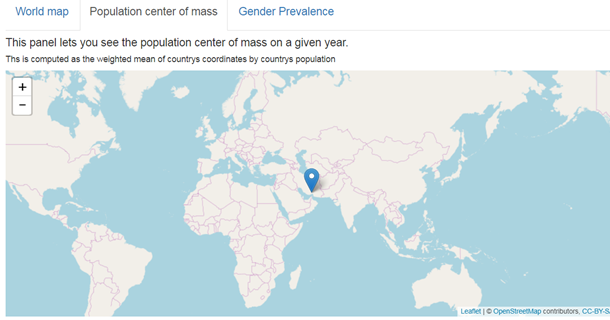 World map Population center of mass Gender Prevalence
This panel lets you see the population center of mass on a given year.
This is computed as the weighted mean of countrys coordinates by countrys population
+
−
Leaflet | © OpenStreetMap contributors, CC-BY-S